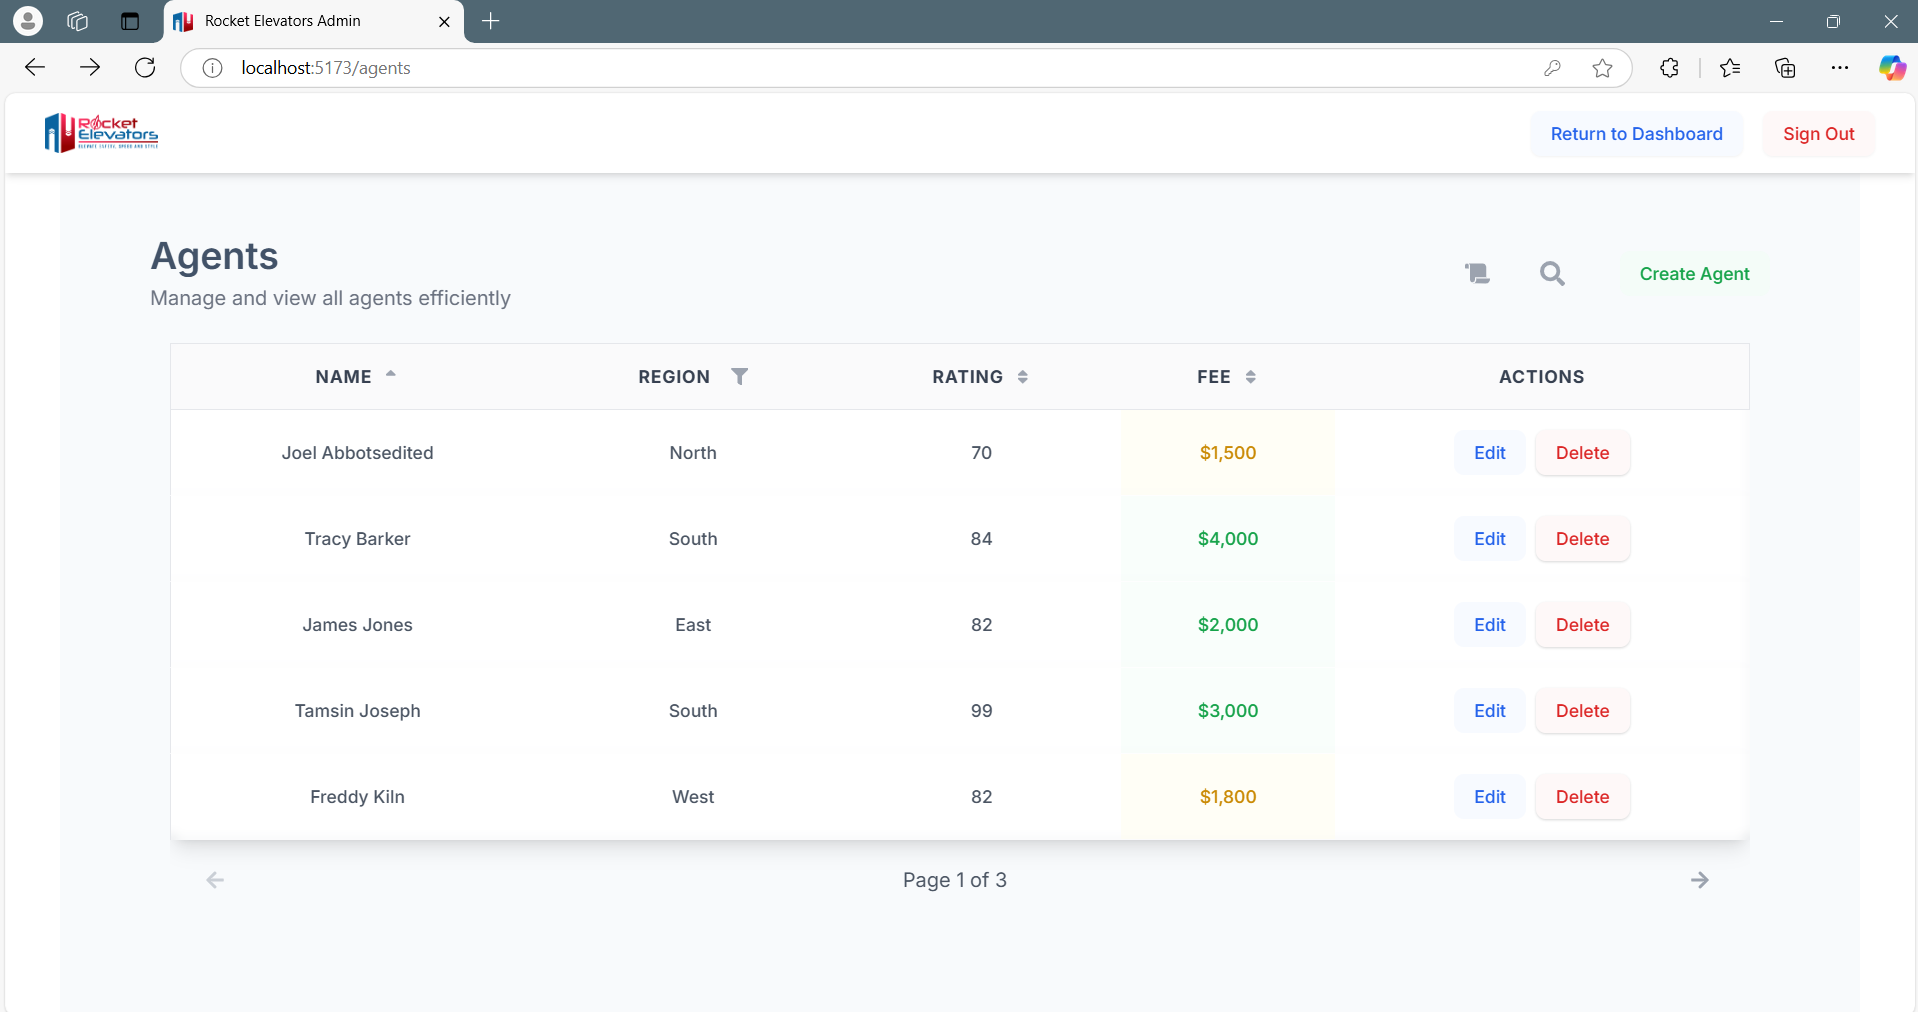 Rocket Elevators Admin
localhost:5173/agents
Rocket
Elevators
Return to Dashboard
Sign Out
Agents
Manage and view all agents efficiently
Create Agent
NAME REGION RATING FEE ACTIONS
Joel Abbotsedited North 70 $1,500 Edit Delete
Tracy Barker South 84 $4,000 Edit Delete
James Jones East 82 $2,000 Edit Delete
Tamsin Joseph South 99 $3,000 Edit Delete
Freddy Kiln West 82 $1,800 Edit Delete
Page 1 of 3